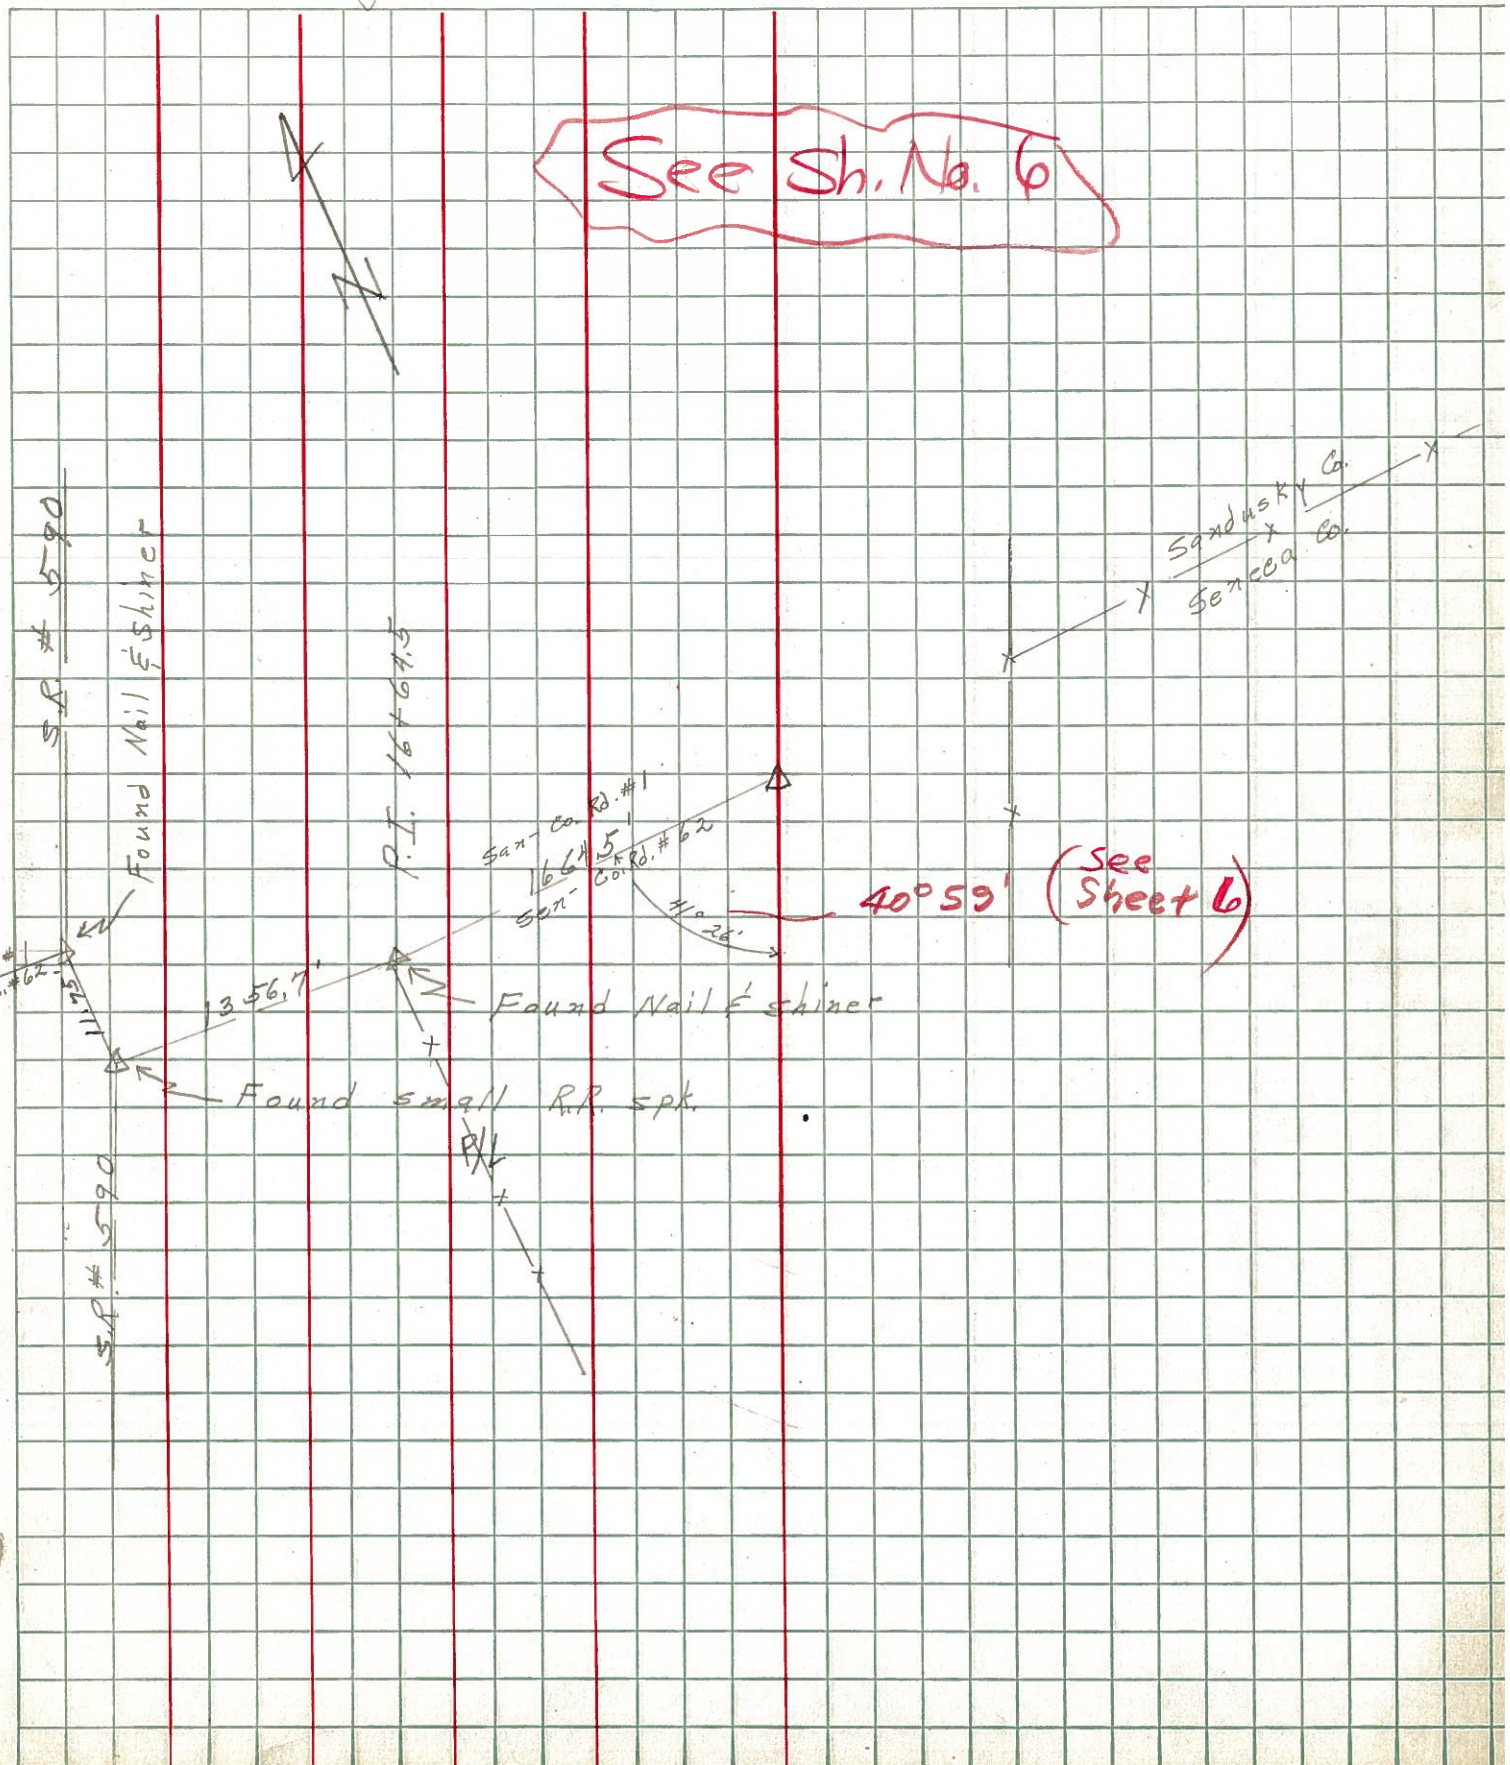 See Sh. No. 6
N
Sandusky Co.
Seneca Co.
S.R. # 590
Found Nail & Shiner
P.I. 16+64.5
San- Co. Rd. #1
1664.5'
Sen- Co. Rd. #62
40° 59' (See Sheet 6)
#1
#62
1356.7'
Found Nail & Shiner
Found small R.R. spk.
P/L
S.R. # 590